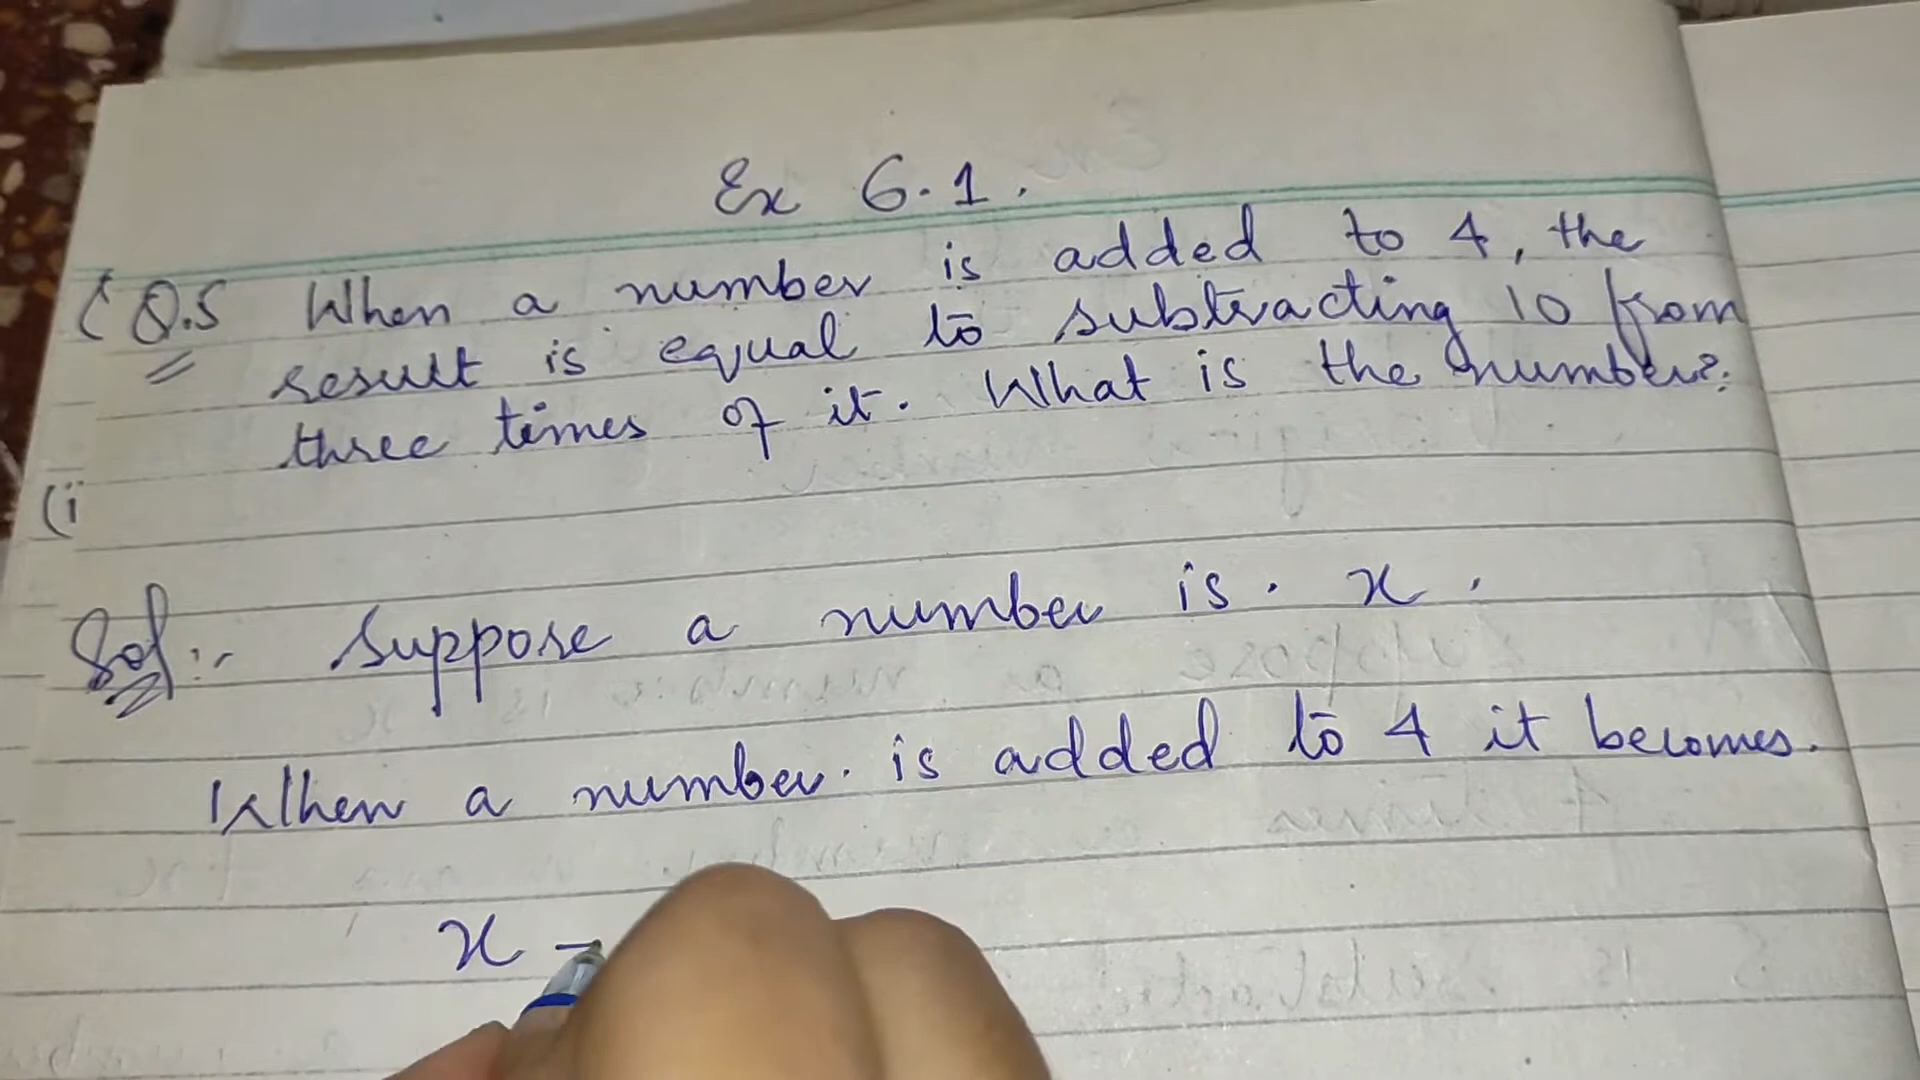 Ex 6.1.
( Q.5 When a number is added to 4, the
result is equal to subtracting 10 from
three times of it. What is the number?
(i
Sol:- Suppose a number is. x.
When a number. is added to 4 it becomes.
x -